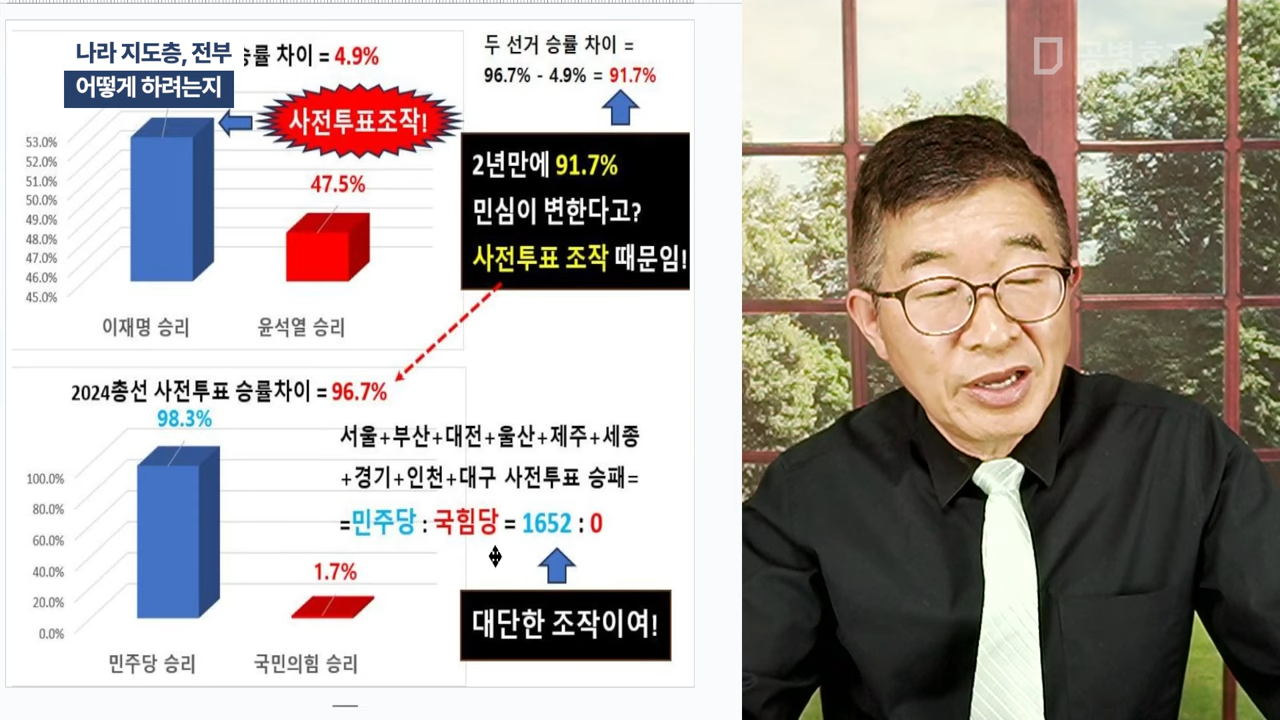 나라 지도층, 전부
어떻게 하려는지
승률 차이 = 4.9%
사전투표조작!
47.5%
53.0%
52.0%
51.0%
50.0%
49.0%
48.0%
47.0%
46.0%
45.0%
이재명 승리
윤석열 승리
두 선거 승률 차이 =
96.7% - 4.9% = 91.7%
2년만에 91.7%
민심이 변한다고?
사전투표 조작 때문임!
2024총선 사전투표 승률차이 = 96.7%
98.3%
서울+부산+대전+울산+제주+세종
+경기+인천+대구 사전투표 승패=
=민주당 : 국힘당 = 1652 : 0
100.0%
80.0%
60.0%
40.0%
20.0%
0.0%
1.7%
민주당 승리
국민의힘 승리
대단한 조작이여!
공병호TV